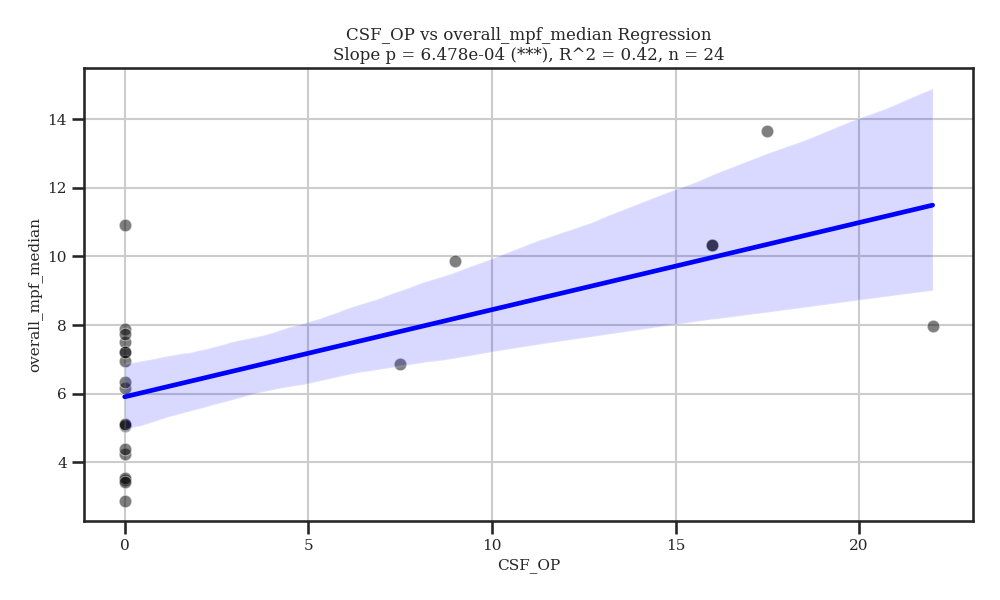 CSF_OP vs overall_mpf_median Regression
Slope p = 6.478e-04 (***), R^2 = 0.42, n = 24
overall_mpf_median
14
12
10
8
6
4
0 5 10 15 20
CSF_OP